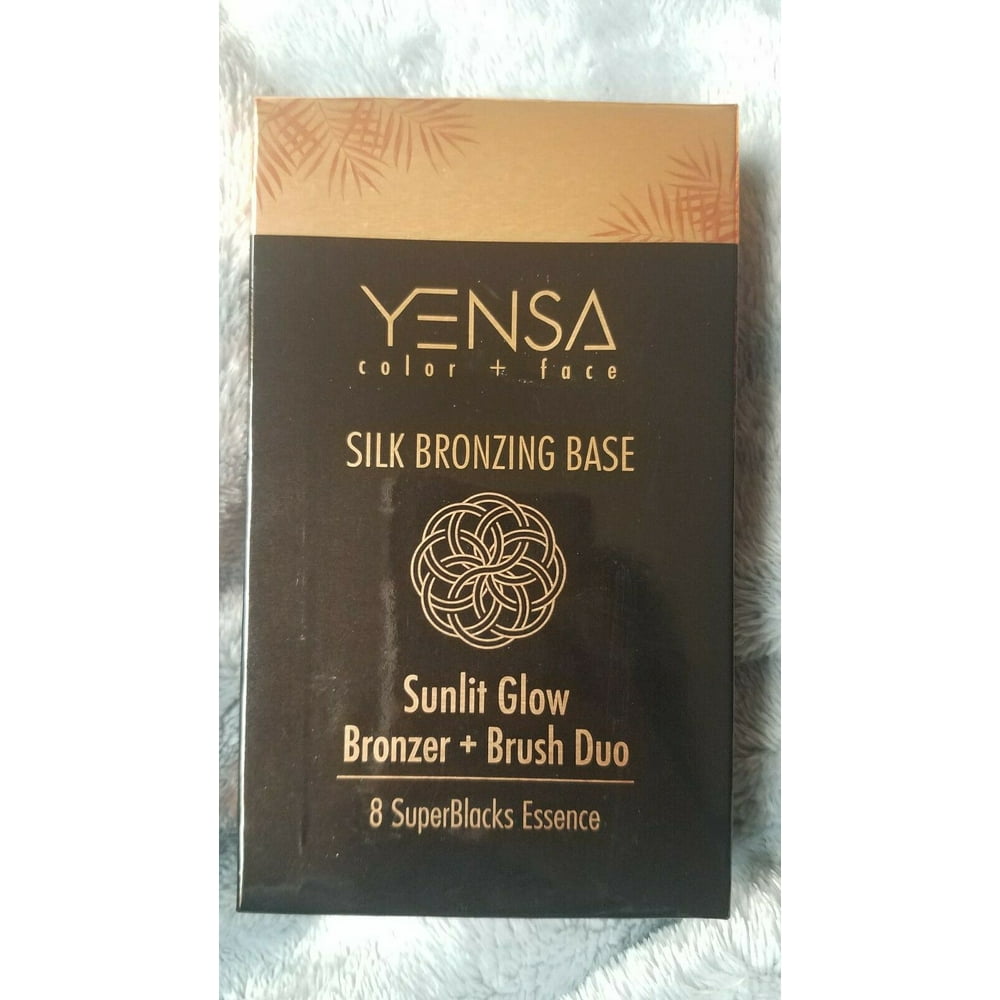 YENSA
color + face
SILK BRONZING BASE
Sunlit Glow
Bronzer + Brush Duo
8 SuperBlacks Essence